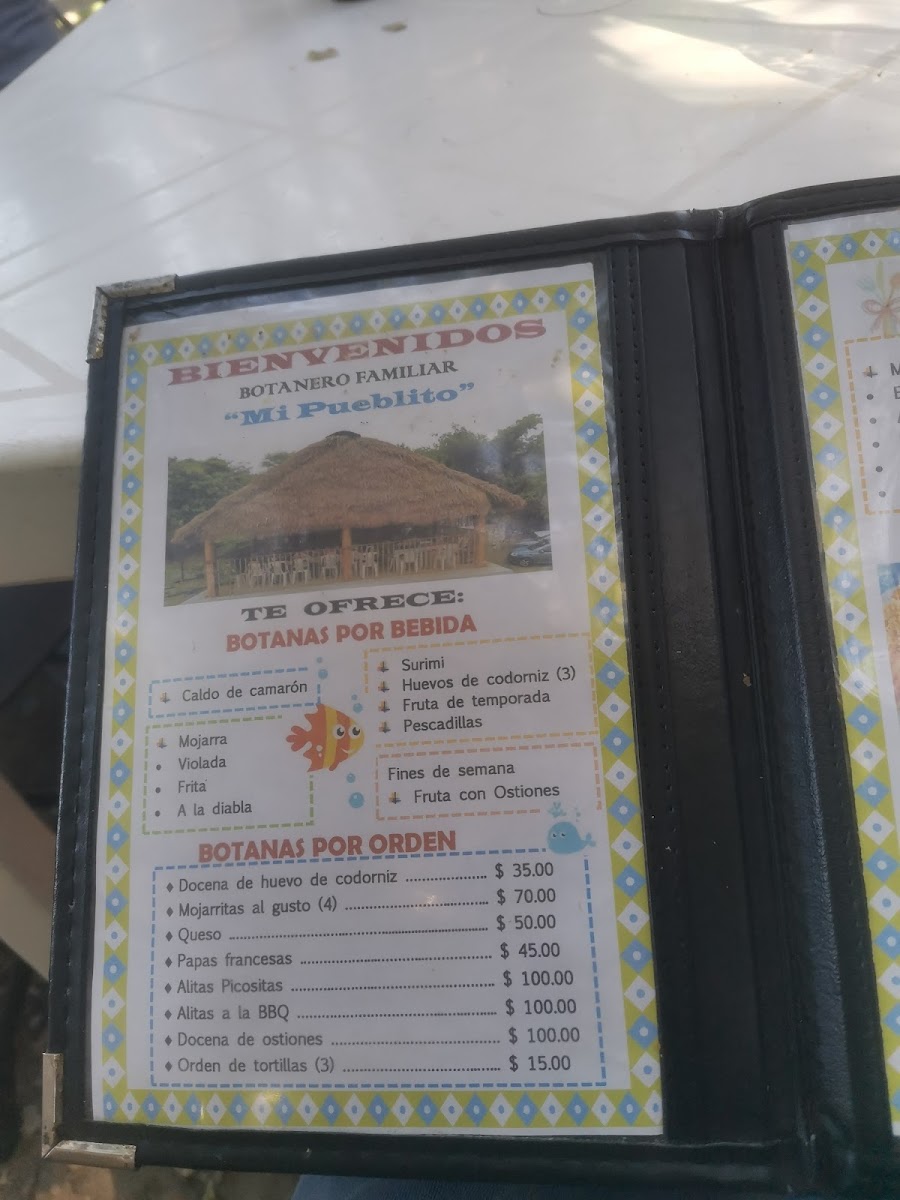 BIENVENIDOS
BOTANERO FAMILIAR
“Mi Pueblito”
TE OFRECE:
BOTANAS POR BEBIDA
Caldo de camarón
Mojarra
• Violada
• Frita
• A la diabla
Surimi
Huevos de codorniz (3)
Fruta de temporada
Pescadillas
Fines de semana
Fruta con Ostiones
BOTANAS POR ORDEN
♦ Docena de huevo de codorniz .................... $ 35.00
♦ Mojarritas al gusto (4) .................... $ 70.00
♦ Queso .................... $ 50.00
♦ Papas francesas .................... $ 45.00
♦ Alitas Picositas .................... $ 100.00
♦ Alitas a la BBQ .................... $ 100.00
♦ Docena de ostiones .................... $ 100.00
♦ Orden de tortillas (3) .................... $ 15.00